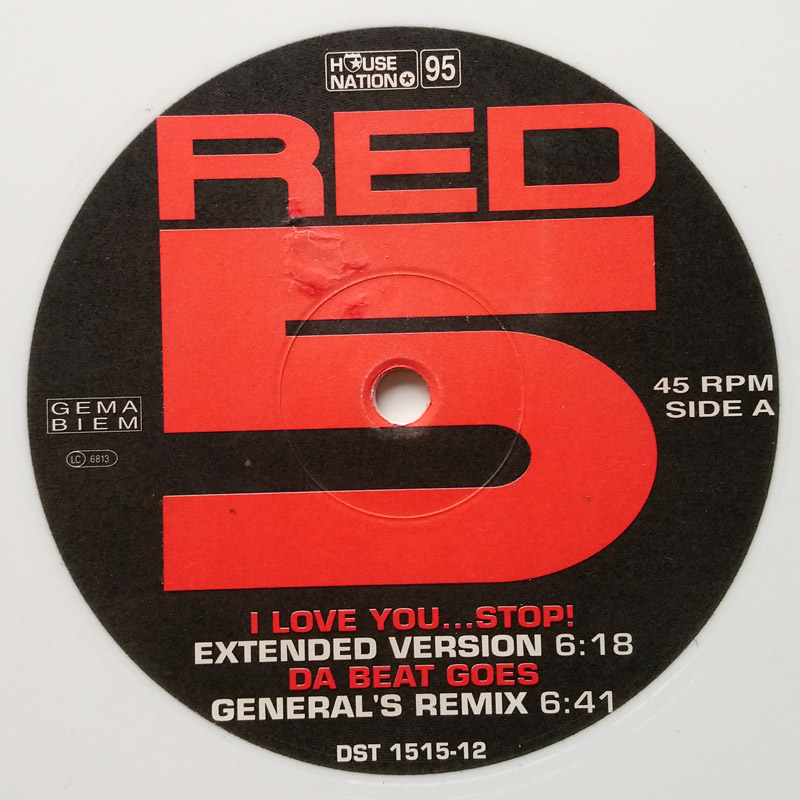 HOUSE
NATION 95
RED
5
45 RPM
SIDE A
GEMA
BIEM
LC 6813
I LOVE YOU...STOP!
EXTENDED VERSION 6:18
DA BEAT GOES
GENERAL'S REMIX 6:41
DST 1515-12